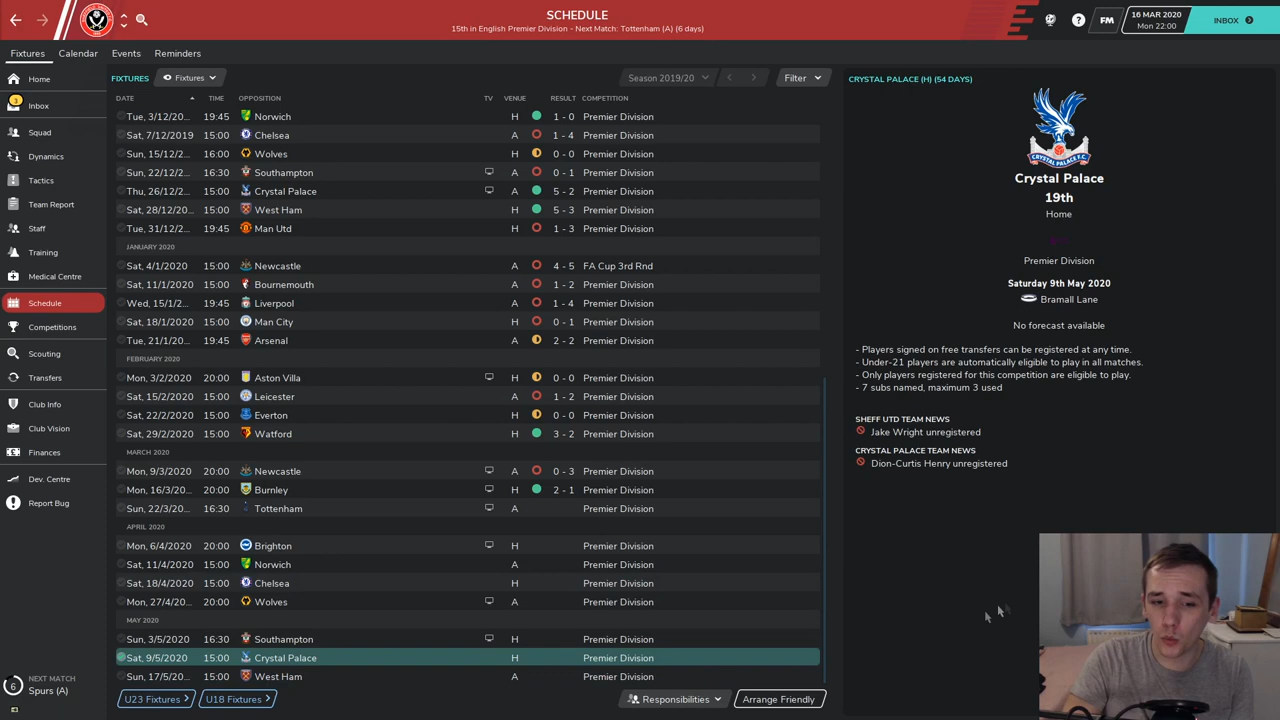 SCHEDULE
15th in English Premier Division - Next Match: Tottenham (A) (6 days)
FM
16 MAR 2020
Mon 22:00
INBOX
Fixtures Calendar Events Reminders
Home
3
Inbox
Squad
Dynamics
Tactics
Team Report
Staff
Training
Medical Centre
Schedule
Competitions
Scouting
Transfers
Club Info
Club Vision
Finances
Dev. Centre
Report Bug
NEXT MATCH
6
Spurs (A)
FIXTURES Fixtures Season 2019/20 Filter
DATE TIME OPPOSITION TV VENUE RESULT COMPETITION
Tue, 3/12/20... 19:45 Norwich H 1 - 0 Premier Division
Sat, 7/12/2019 15:00 Chelsea A 1 - 4 Premier Division
Sun, 15/12/2... 16:00 Wolves H 0 - 0 Premier Division
Sun, 22/12/2... 16:30 Southampton A 0 - 1 Premier Division
Thu, 26/12/... 15:00 Crystal Palace A 5 - 2 Premier Division
Sat, 28/12/20... 15:00 West Ham H 5 - 3 Premier Division
Tue, 31/12/... 19:45 Man Utd H 1 - 3 Premier Division
JANUARY 2020
Sat, 4/1/2020 15:00 Newcastle A 4 - 5 FA Cup 3rd Rnd
Sat, 11/1/2020 15:00 Bournemouth A 1 - 2 Premier Division
Wed, 15/1/2... 19:45 Liverpool A 1 - 4 Premier Division
Sat, 18/1/2020 15:00 Man City H 0 - 1 Premier Division
Tue, 21/1/2020 19:45 Arsenal A 2 - 2 Premier Division
FEBRUARY 2020
Mon, 3/2/2020 20:00 Aston Villa H 0 - 0 Premier Division
Sat, 15/2/2020 15:00 Leicester A 1 - 2 Premier Division
Sat, 22/2/2020 15:00 Everton H 0 - 0 Premier Division
Sat, 29/2/2020 15:00 Watford H 3 - 2 Premier Division
MARCH 2020
Mon, 9/3/2020 20:00 Newcastle A 0 - 3 Premier Division
Mon, 16/3/20... 20:00 Burnley H 2 - 1 Premier Division
Sun, 22/3/20... 16:30 Tottenham A Premier Division
APRIL 2020
Mon, 6/4/2020 20:00 Brighton H Premier Division
Sat, 11/4/2020 15:00 Norwich A Premier Division
Sat, 18/4/2020 15:00 Chelsea H Premier Division
Mon, 27/4/20... 20:00 Wolves A Premier Division
MAY 2020
Sun, 3/5/2020 16:30 Southampton H Premier Division
Sat, 9/5/2020 15:00 Crystal Palace H Premier Division
Sun, 17/5/20... 15:00 West Ham A Premier Division
U23 Fixtures U18 Fixtures Responsibilities Arrange Friendly
CRYSTAL PALACE (H) (54 DAYS)
CRYSTAL PALACE F.C.
Crystal Palace
19th
Home
Premier Division
Saturday 9th May 2020
Bramall Lane
No forecast available
- Players signed on free transfers can be registered at any time.
- Under-21 players are automatically eligible to play in all matches.
- Only players registered for this competition are eligible to play.
- 7 subs named, maximum 3 used
SHEFF UTD TEAM NEWS
Jake Wright unregistered
CRYSTAL PALACE TEAM NEWS
Dion-Curtis Henry unregistered